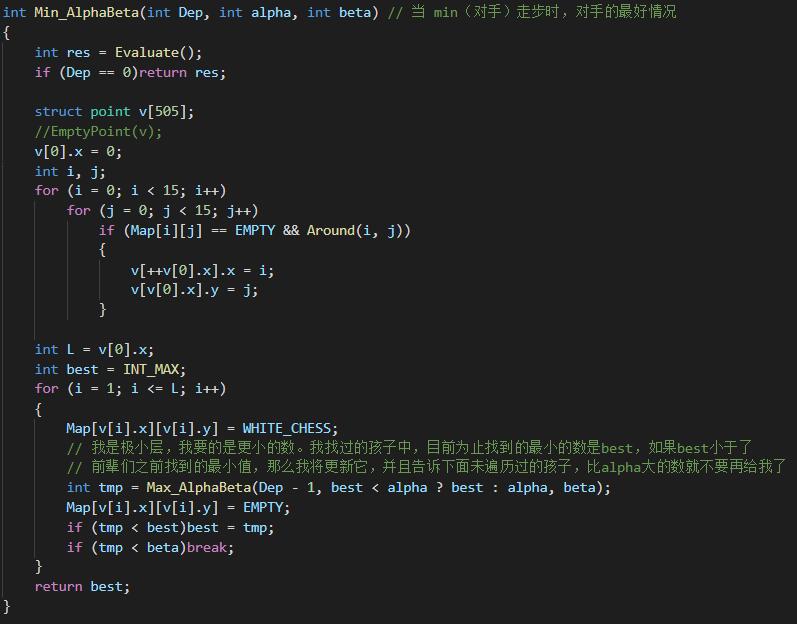 int Min_AlphaBeta(int Dep, int alpha, int beta) // 当 min（对手）走步时，对手的最好情况
{
    int res = Evaluate();
    if (Dep == 0)return res;

    struct point v[505];
    //EmptyPoint(v);
    v[0].x = 0;
    int i, j;
    for (i = 0; i < 15; i++)
        for (j = 0; j < 15; j++)
            if (Map[i][j] == EMPTY && Around(i, j))
            {
                v[++v[0].x].x = i;
                v[v[0].x].y = j;
            }

    int L = v[0].x;
    int best = INT_MAX;
    for (i = 1; i <= L; i++)
    {
        Map[v[i].x][v[i].y] = WHITE_CHESS;
        // 我是极小层，我要的是更小的数。我找过的孩子中，目前为止找到的最小的数是best，如果best小于了
        // 前辈们之前找到的最小值，那么我将更新它，并且告诉下面未遍历过的孩子，比alpha大的数就不要再给我了
        int tmp = Max_AlphaBeta(Dep - 1, best < alpha ? best : alpha, beta);
        Map[v[i].x][v[i].y] = EMPTY;
        if (tmp < best)best = tmp;
        if (tmp < beta)break;
    }
    return best;
}